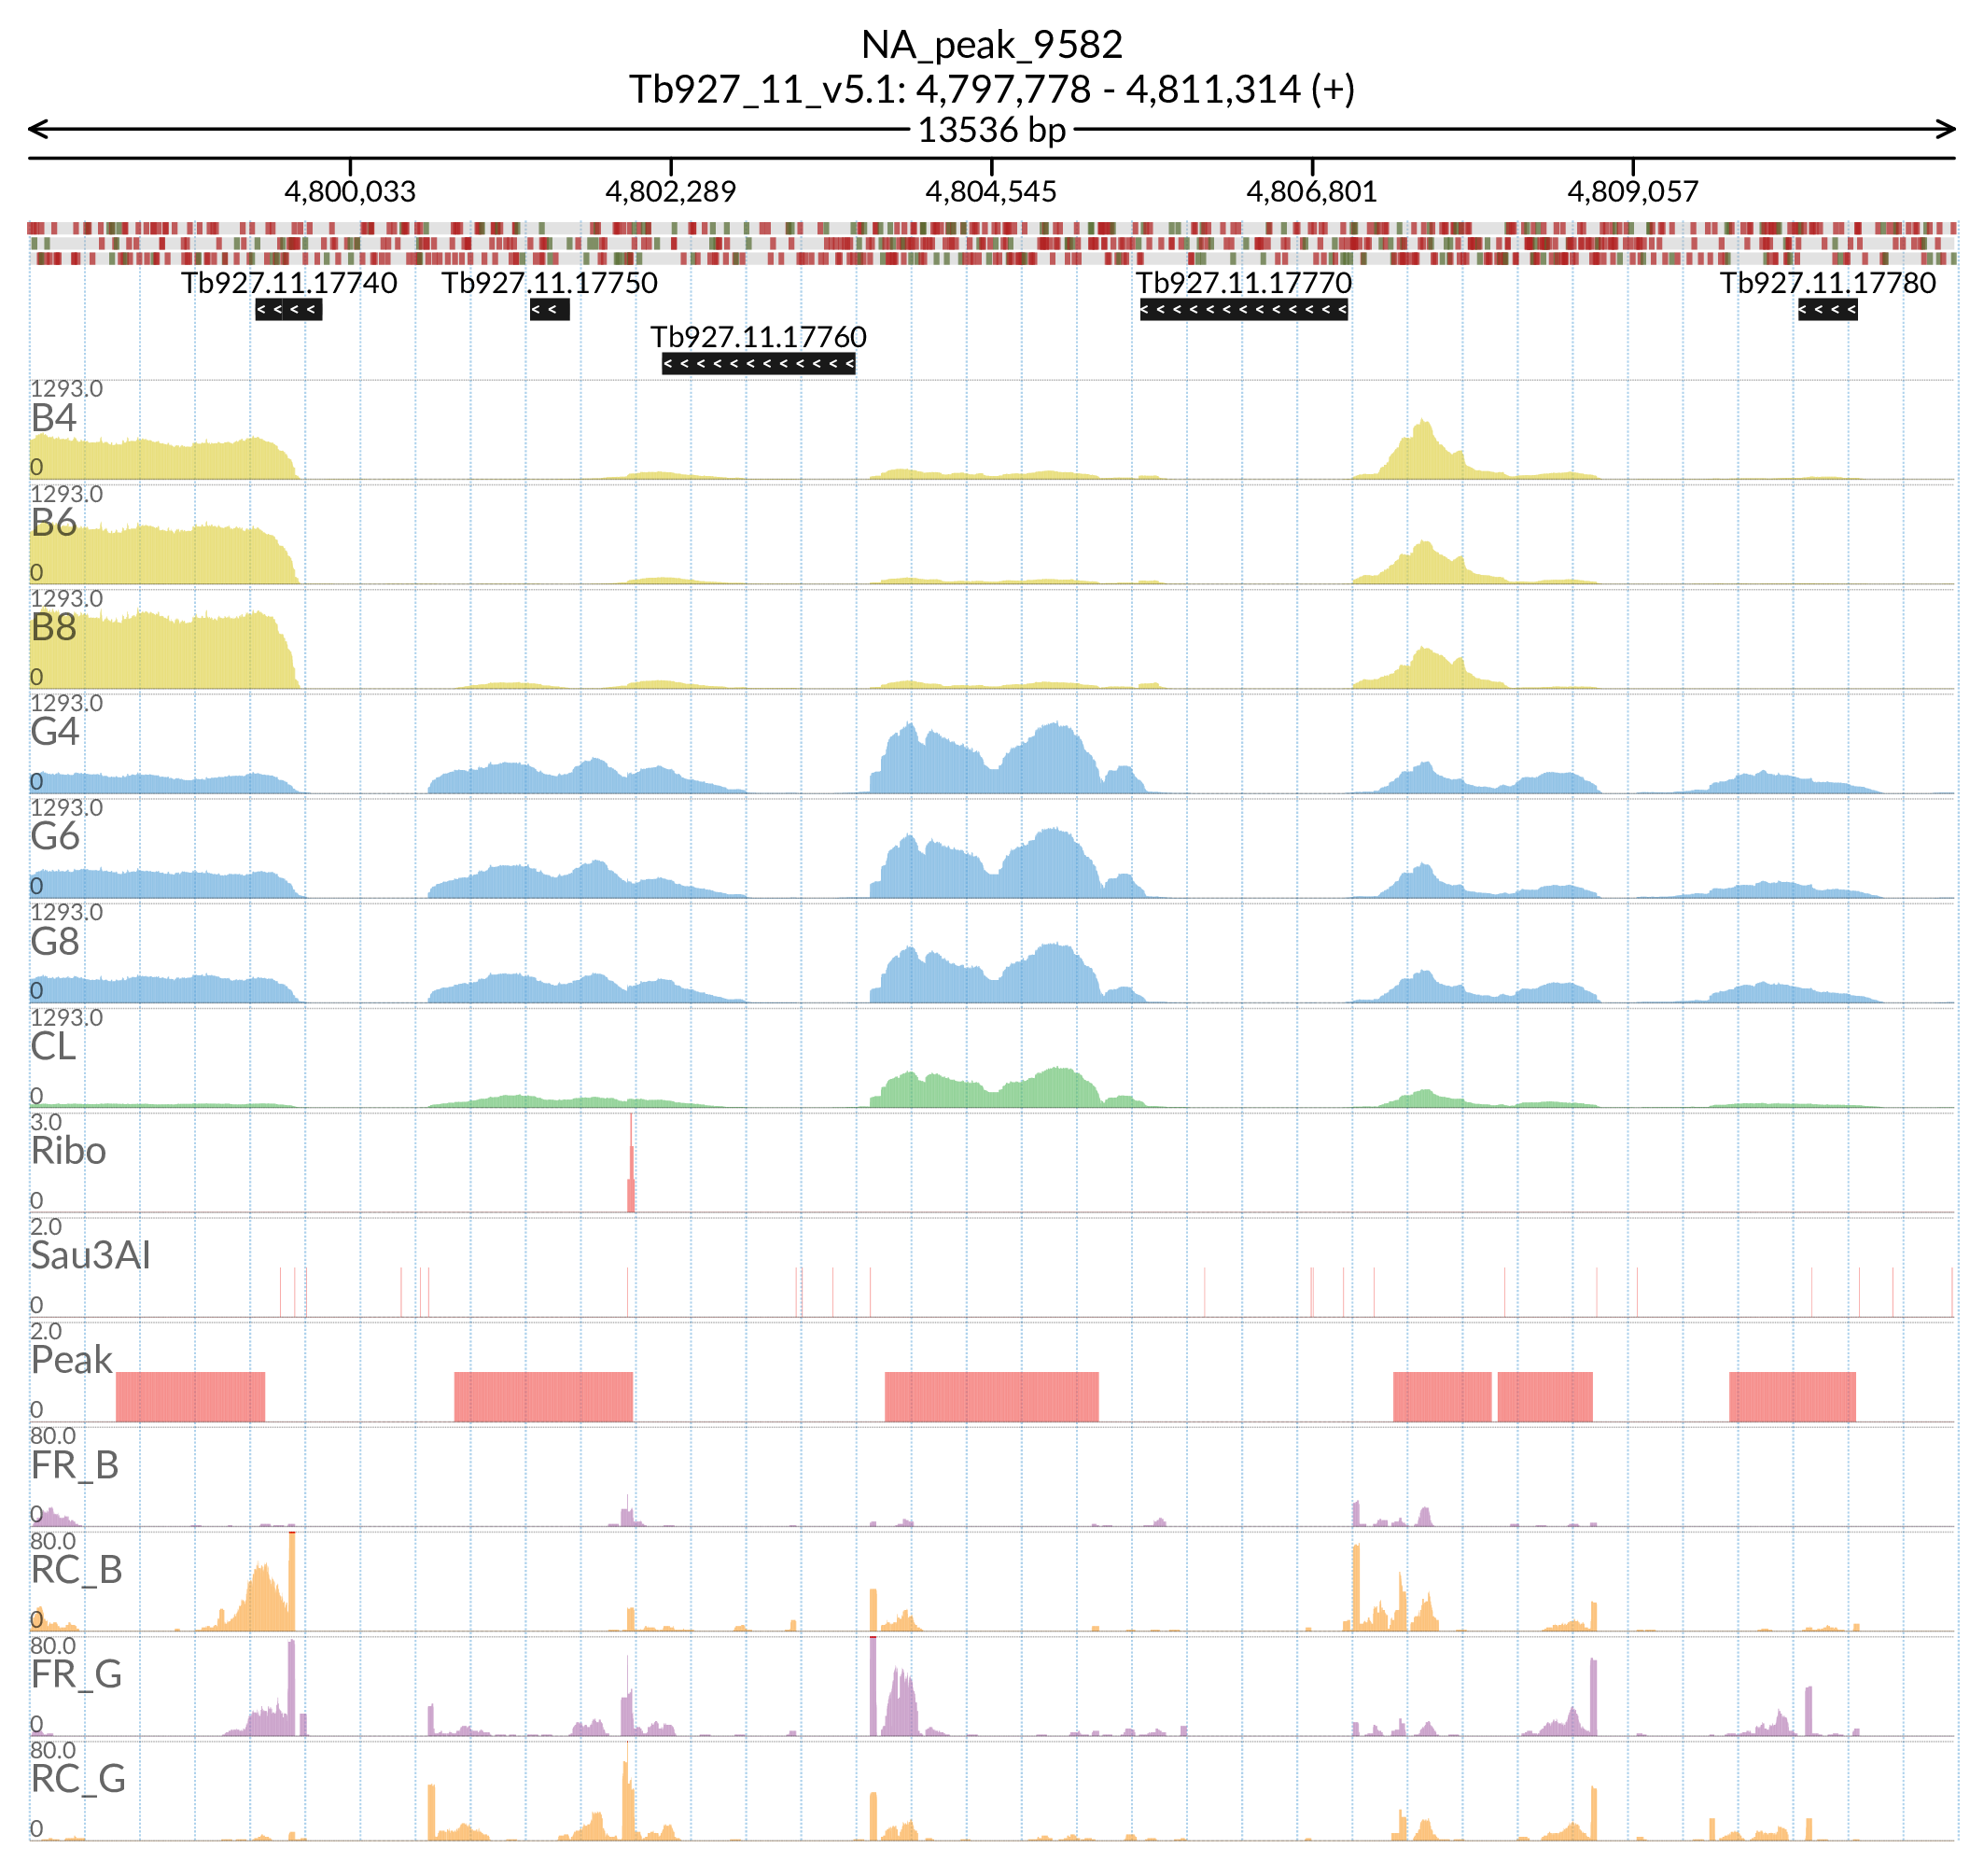 NA_peak_9582
Tb927_11_v5.1: 4,797,778 - 4,811,314 (+)
13536 bp
4,800,033 4,802,289 4,804,545 4,806,801 4,809,057
Tb927.11.17740 Tb927.11.17750 Tb927.11.17770 Tb927.11.17780
Tb927.11.17760
1293.0
B4
0
1293.0
B6
0
1293.0
B8
0
1293.0
G4
0
1293.0
G6
0
1293.0
G8
0
1293.0
CL
0
3.0
Ribo
0
2.0
Sau3AI
0
2.0
Peak
0
80.0
FR_B
0
80.0
RC_B
0
80.0
FR_G
0
80.0
RC_G
0